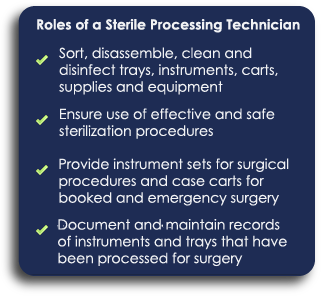 Roles of a Sterile Processing Technician
Sort, disassemble, clean and
disinfect trays, instruments, carts,
supplies and equipment
Ensure use of effective and safe
sterilization procedures
Provide instrument sets for surgical
procedures and case carts for
booked and emergency surgery
Document and maintain records
of instruments and trays that have
been processed for surgery